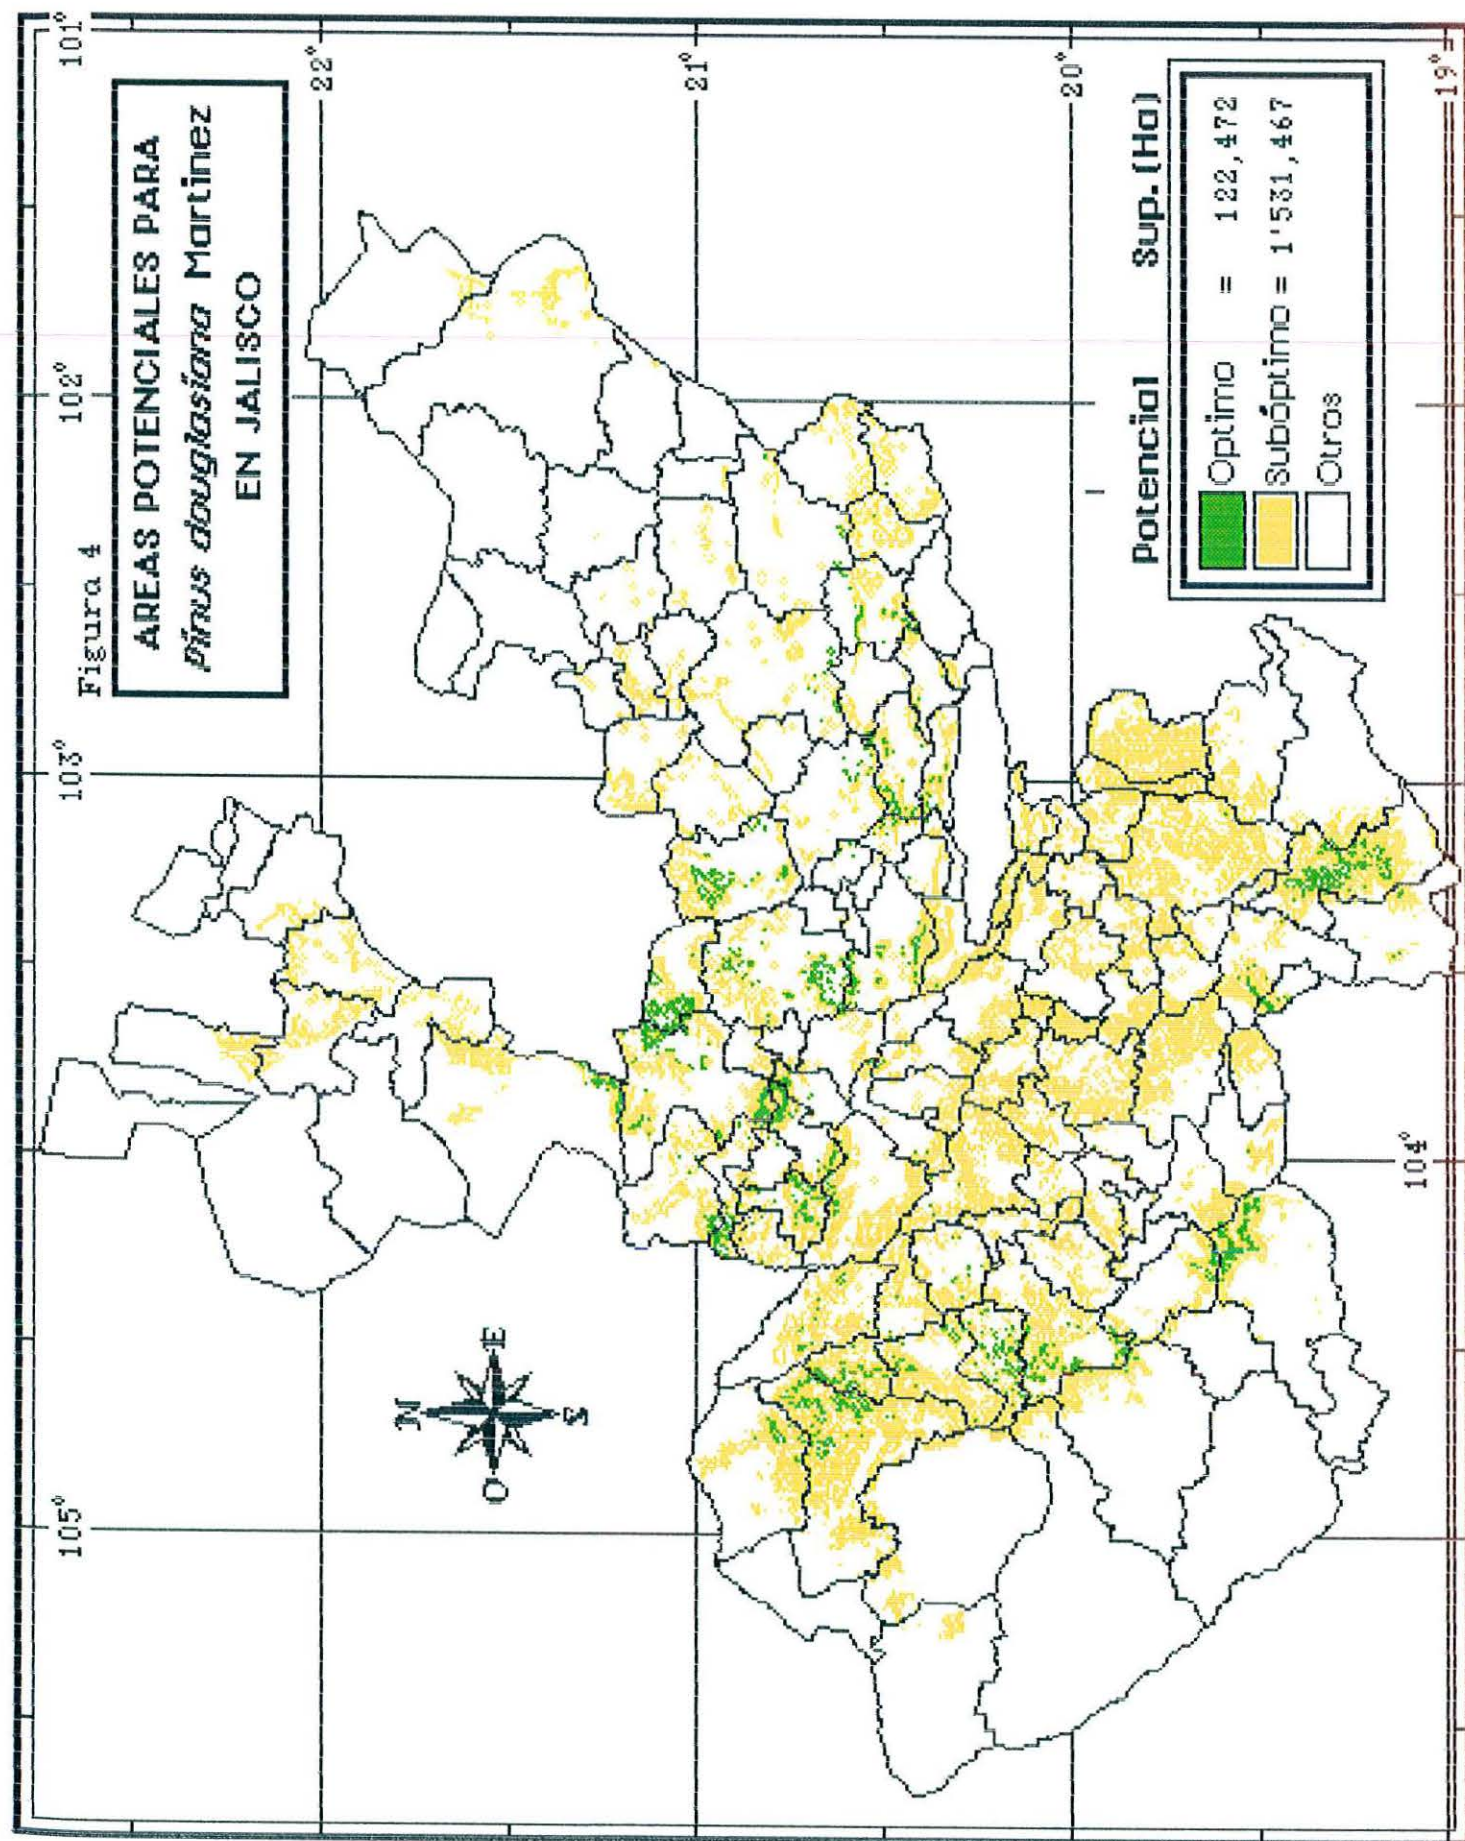 Figura 4
AREAS POTENCIALES PARA
pinus douglasiana Martinez
EN JALISCO
105°
104°
103°
102°
101°
22°
21°
20°
19°
N
O
E
S
Potencial Sup. (Ha)
Optimo = 122,472
Subóptimo = 1'531,467
Otros